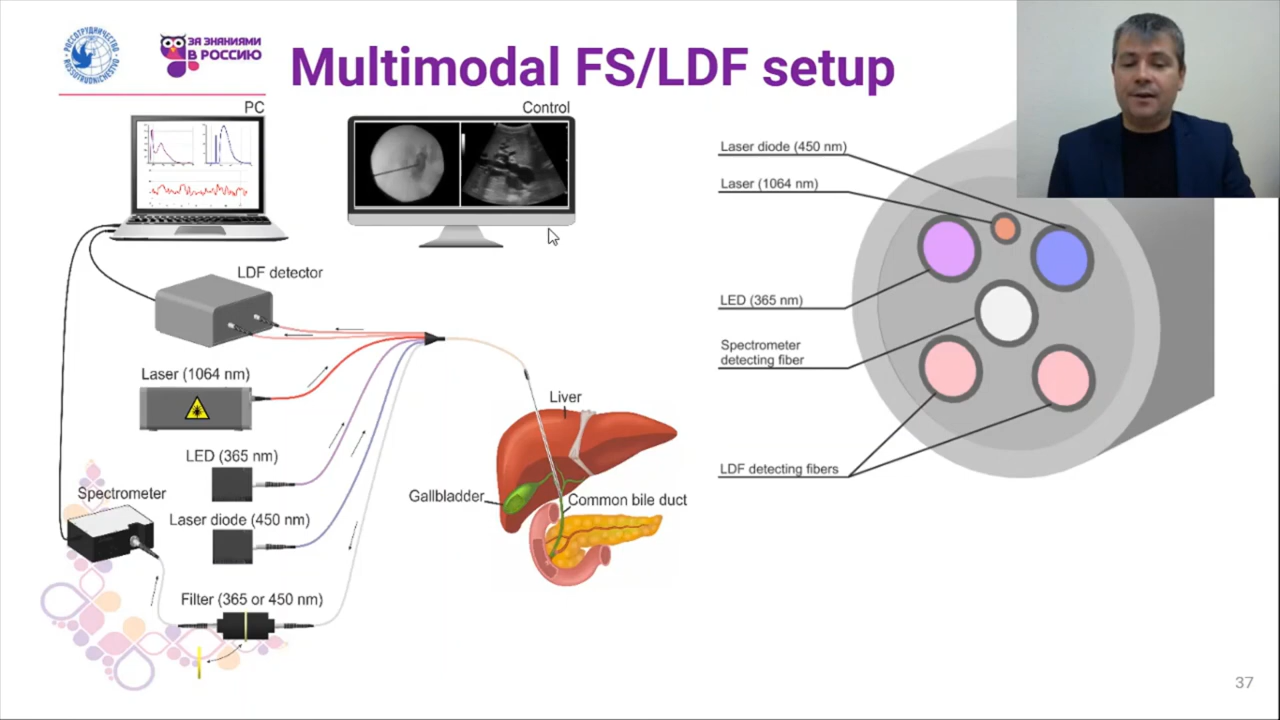 РОССОТРУДНИЧЕСТВО
ROSSOTRUDNICHESTVO
ЗА ЗНАНИЯМИ
В РОССИЮ
Multimodal FS/LDF setup
PC
Control
LDF detector
Laser (1064 nm)
LED (365 nm)
Spectrometer
Laser diode (450 nm)
Filter (365 or 450 nm)
Liver
Gallbladder
Common bile duct
Laser diode (450 nm)
Laser (1064 nm)
LED (365 nm)
Spectrometer
detecting fiber
LDF detecting fibers
37